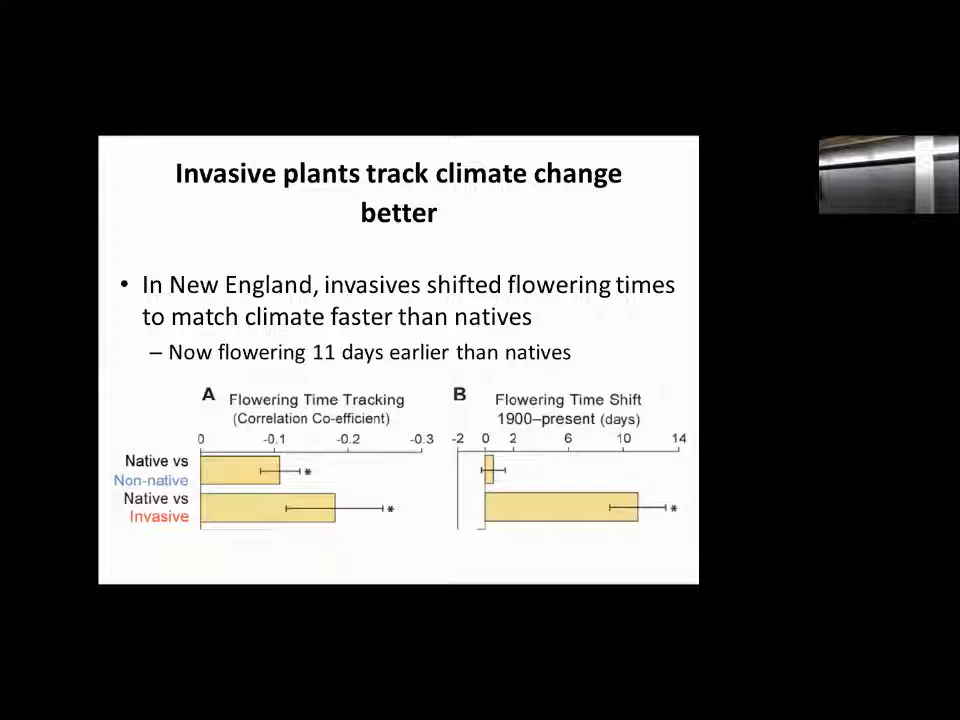 Invasive plants track climate change
better
• In New England, invasives shifted flowering times
to match climate faster than natives
– Now flowering 11 days earlier than natives
A Flowering Time Tracking
(Correlation Co-efficient)
0 -0.1 -0.2 -0.3
Native vs
Non-native
*
Native vs
Invasive
*
B Flowering Time Shift
1900–present (days)
-2 0 2 6 10 14
*